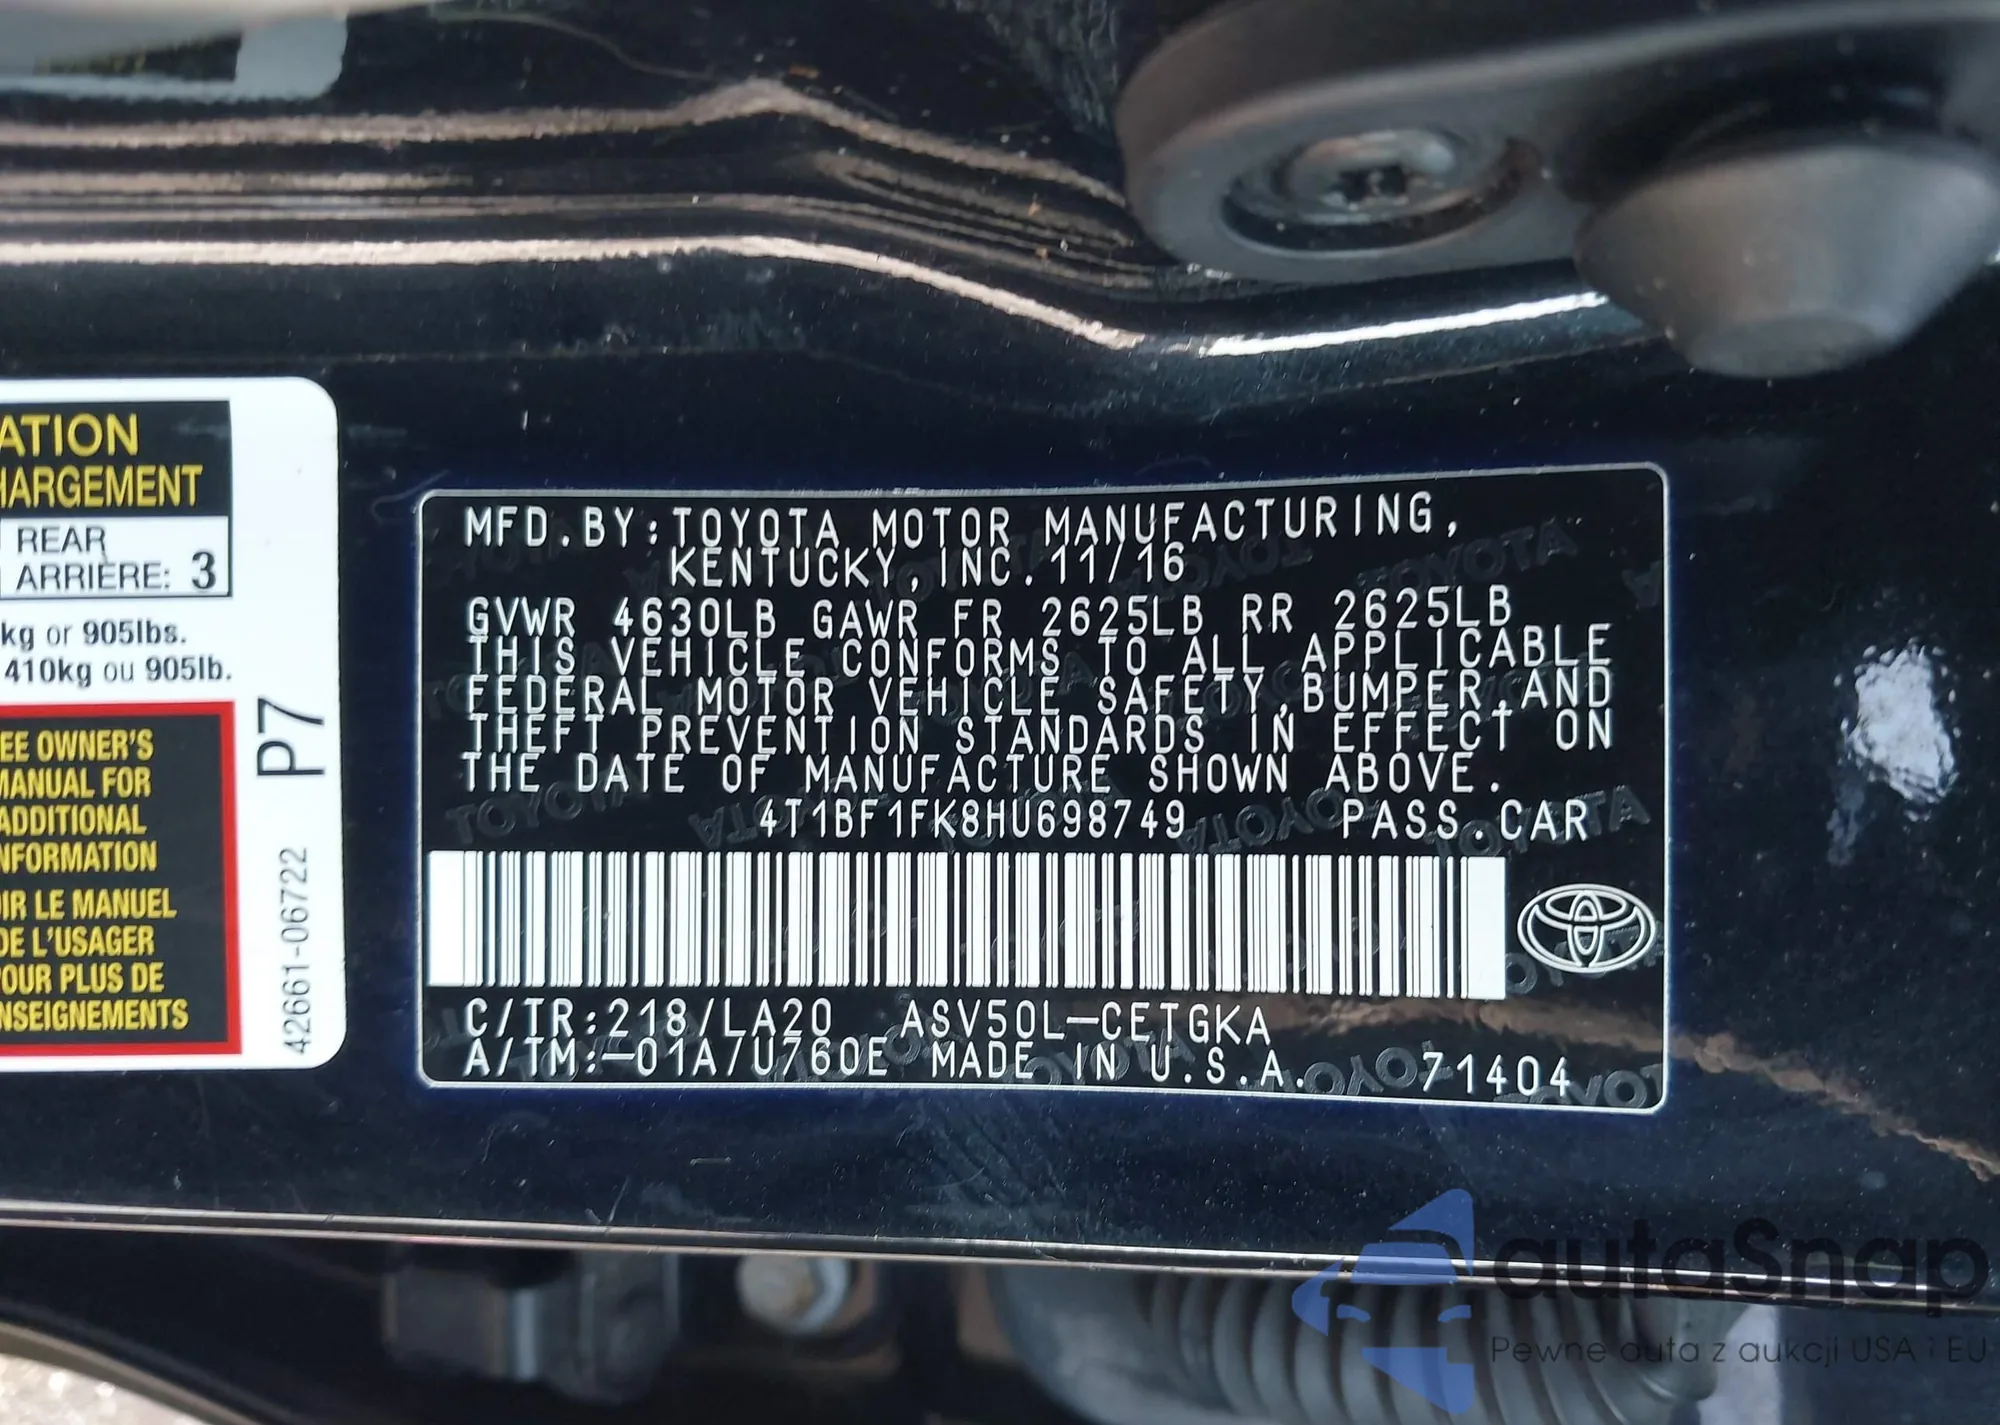 ATION
HARGEMENT
REAR
ARRIÈRE: 3
kg or 905lbs.
410kg ou 905lb.
EE OWNER'S
MANUAL FOR
ADDITIONAL
NFORMATION
IR LE MANUEL
DE L'USAGER
OUR PLUS DE
NSEIGNEMENTS
P7
42661-06722
MFD.BY:TOYOTA MOTOR MANUFACTURING,
KENTUCKY,INC.11/16
GVWR 4630LB GAWR FR 2625LB RR 2625LB
THIS VEHICLE CONFORMS TO ALL APPLICABLE
FEDERAL MOTOR VEHICLE SAFETY,BUMPER,AND
THEFT PREVENTION STANDARDS IN EFFECT ON
THE DATE OF MANUFACTURE SHOWN ABOVE.
4T1BF1FK8HU698749 PASS.CAR
C/TR:218/LA20 ASV50L-CETGKA
A/TM:-01A/U760E MADE IN U.S.A. 71404
autaSnap
Pewne auta z aukcji USA i EU